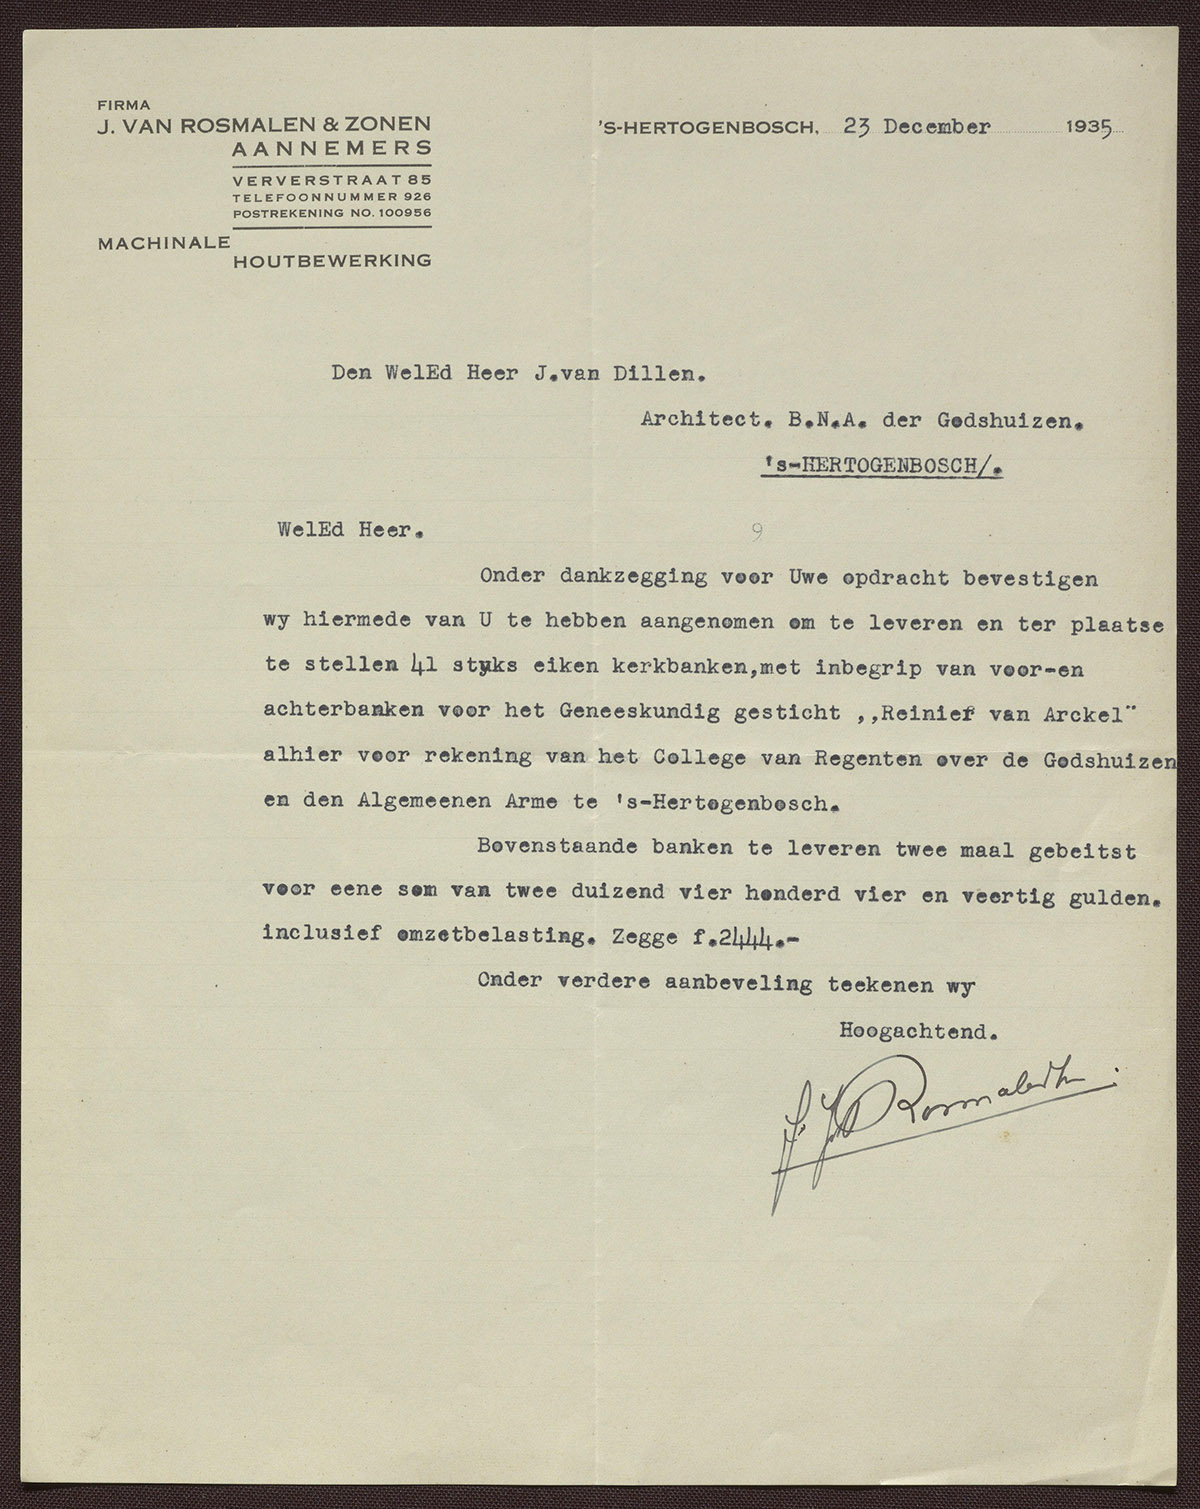 FIRMA
J. VAN ROSMALEN & ZONEN
AANNEMERS
VERVERSTRAAT 85
TELEFOONNUMMER 926
POSTREKENING NO. 100956
MACHINALE
HOUTBEWERKING
'S-HERTOGENBOSCH, 23 December 1935
Den WelEd Heer J.van Dillen.
Architect. B.N.A. der Godshuizen.
's-HERTOGENBOSCH/.
WelEd Heer.
9
Onder dankzegging voor Uwe opdracht bevestigen
wy hiermede van U te hebben aangenomen om te leveren en ter plaatse
te stellen 41 styks eiken kerkbanken,met inbegrip van voor-en
achterbanken voor het Geneeskundig gesticht ,,Reinier van Arckel"
alhier voor rekening van het College van Regenten over de Godshuizen
en den Algemeenen Arme te 's-Hertogenbosch.
Bovenstaande banken te leveren twee maal gebeitst
voor eene som van twee duizend vier honderd vier en veertig gulden.
inclusief omzetbelasting. Zegge f.2444.-
Onder verdere aanbeveling teekenen wy
Hoogachtend.